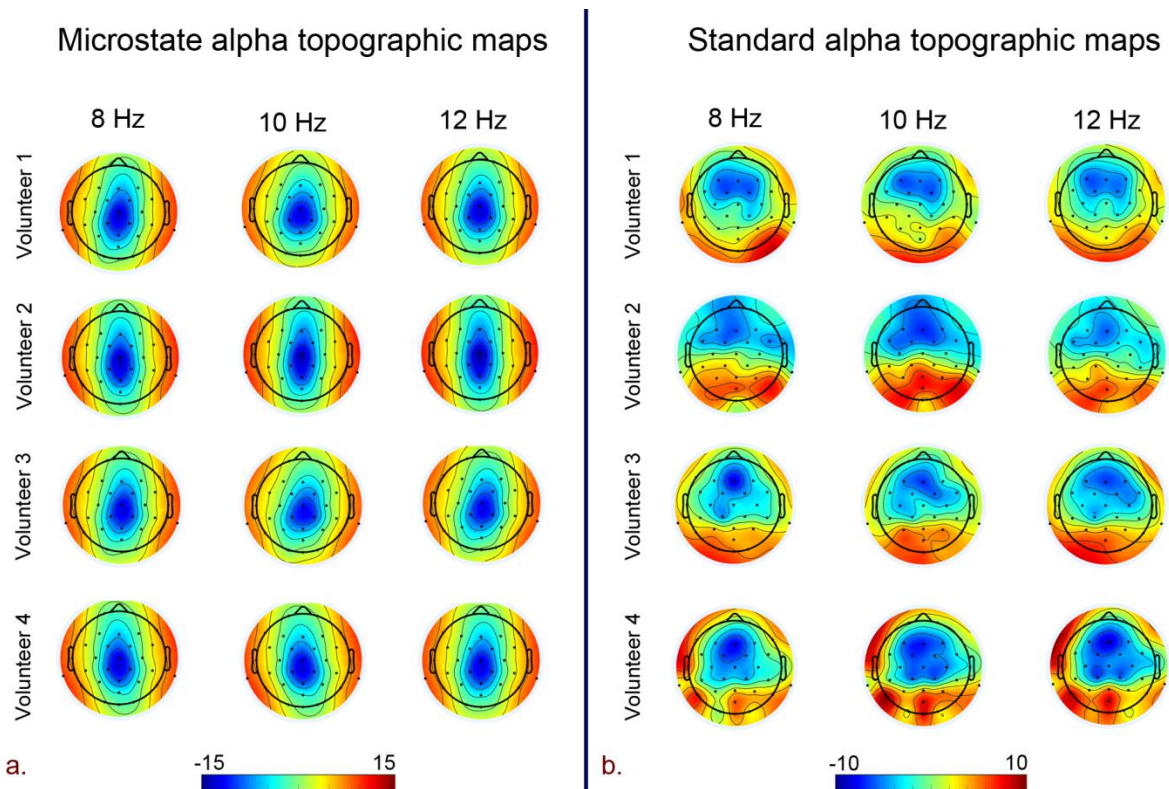 Microstate alpha topographic maps
8 Hz 10 Hz 12 Hz
Volunteer 1
Volunteer 2
Volunteer 3
Volunteer 4
a.
-15 15
Standard alpha topographic maps
8 Hz 10 Hz 12 Hz
Volunteer 1
Volunteer 2
Volunteer 3
Volunteer 4
b.
-10 10